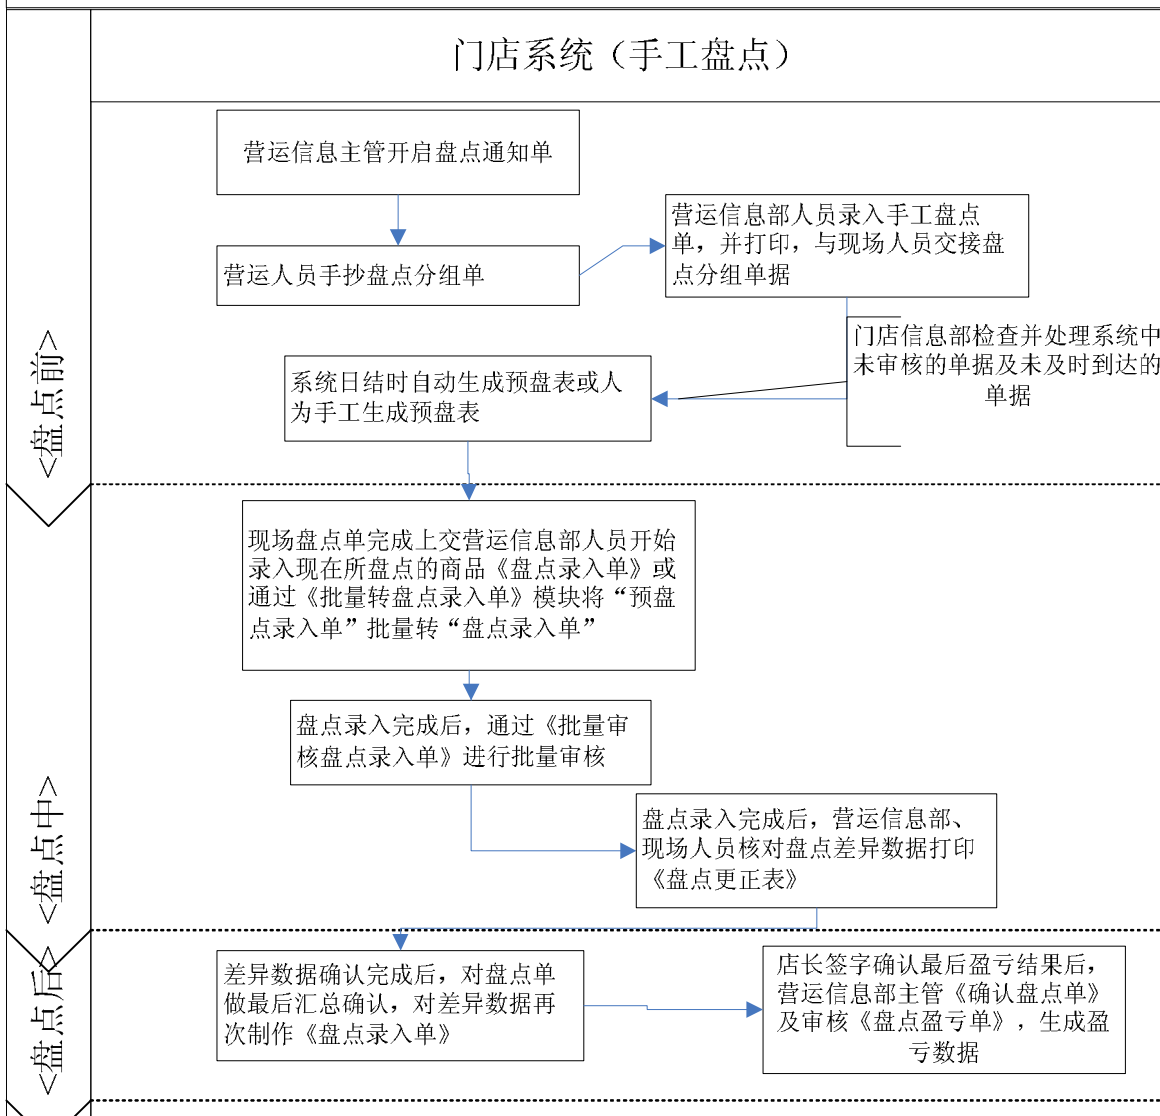 门店系统（手工盘点）
<盘点前>
营运信息主管开启盘点通知单
营运人员手抄盘点分组单
营运信息部人员录入手工盘点
单，并打印，与现场人员交接盘
点分组单据
门店信息部检查并处理系统中
未审核的单据及未及时到达的
单据
系统日结时自动生成预盘表或人
为手工生成预盘表
<盘点中>
现场盘点单完成上交营运信息部人员开始
录入现在所盘点的商品《盘点录入单》或
通过《批量转盘点录入单》模块将“预盘
点录入单”批量转“盘点录入单”
盘点录入完成后，通过《批量审
核盘点录入单》进行批量审核
盘点录入完成后，营运信息部、
现场人员核对盘点差异数据打印
《盘点更正表》
<盘点后>
差异数据确认完成后，对盘点单
做最后汇总确认，对差异数据再
次制作《盘点录入单》
店长签字确认最后盈亏结果后，
营运信息部主管《确认盘点单》
及审核《盘点盈亏单》，生成盈
亏数据